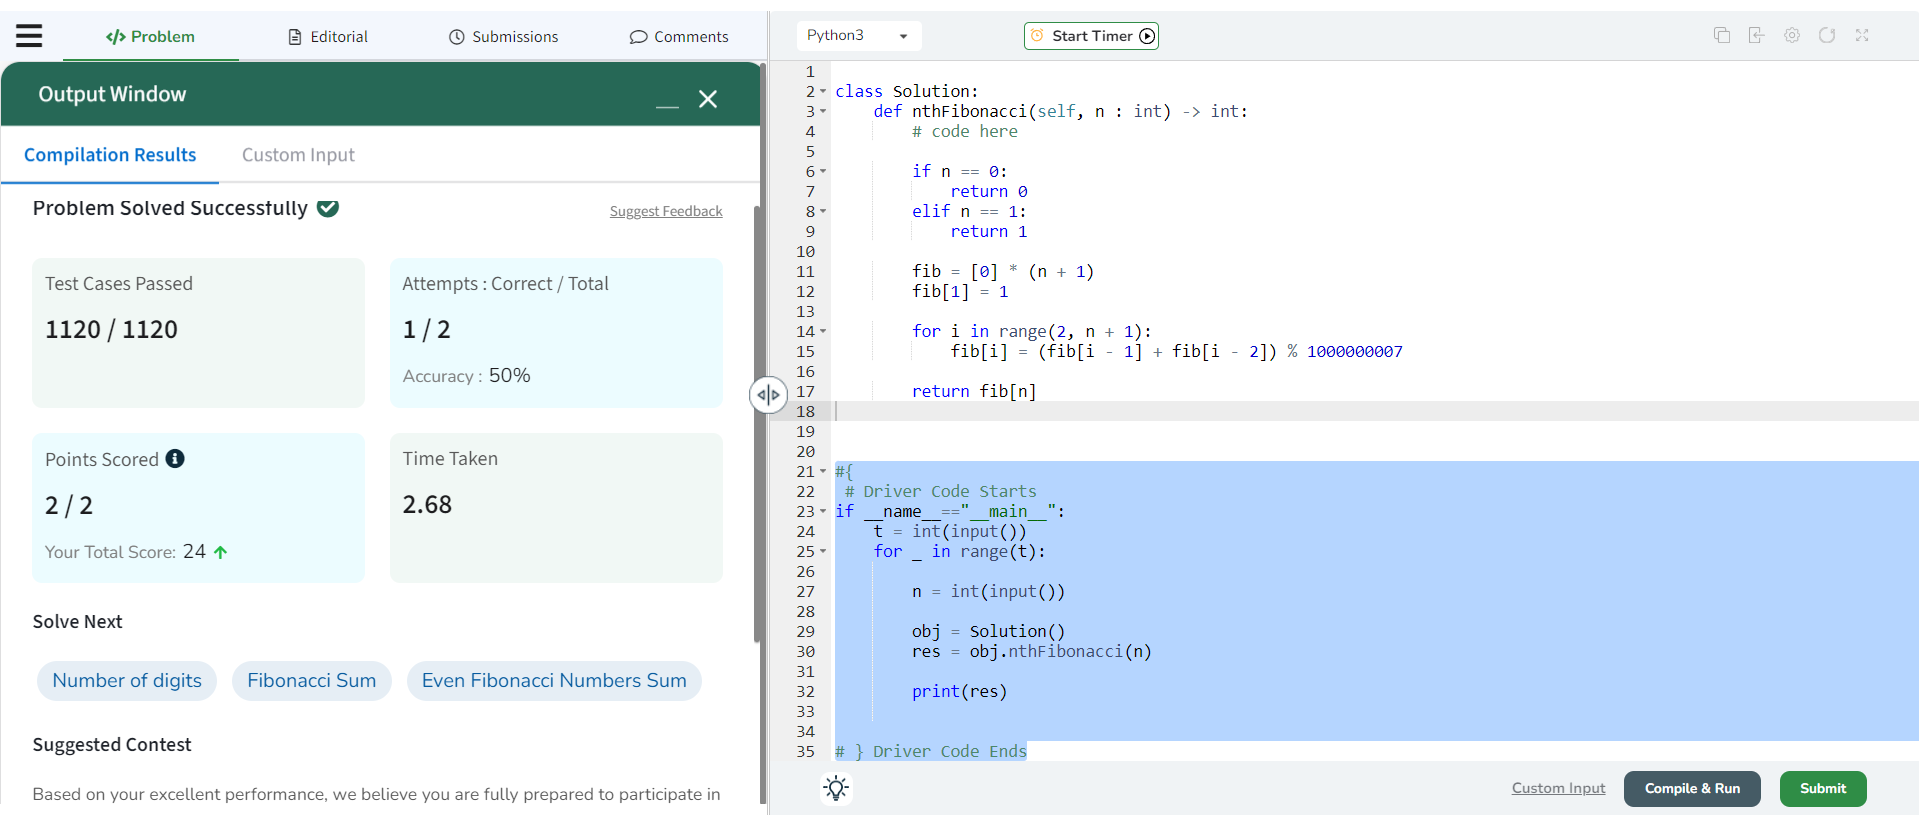 </> Problem
Editorial
Submissions
Comments
Output Window
Compilation Results
Custom Input
Problem Solved Successfully
Suggest Feedback
Test Cases Passed
1120 / 1120
Attempts : Correct / Total
1 / 2
Accuracy : 50%
Points Scored
2 / 2
Your Total Score: 24
Time Taken
2.68
Solve Next
Number of digits
Fibonacci Sum
Even Fibonacci Numbers Sum
Suggested Contest
Based on your excellent performance, we believe you are fully prepared to participate in
Python3
Start Timer
1
2 class Solution:
3     def nthFibonacci(self, n : int) -> int:
4         # code here
5
6         if n == 0:
7             return 0
8         elif n == 1:
9             return 1
10
11         fib = [0] * (n + 1)
12         fib[1] = 1
13
14         for i in range(2, n + 1):
15             fib[i] = (fib[i - 1] + fib[i - 2]) % 1000000007
16
17         return fib[n]
18
19
20
21 #{
22  # Driver Code Starts
23 if __name__=="__main__":
24     t = int(input())
25     for _ in range(t):
26
27         n = int(input())
28
29         obj = Solution()
30         res = obj.nthFibonacci(n)
31
32         print(res)
33
34
35 # } Driver Code Ends
Custom Input
Compile & Run
Submit